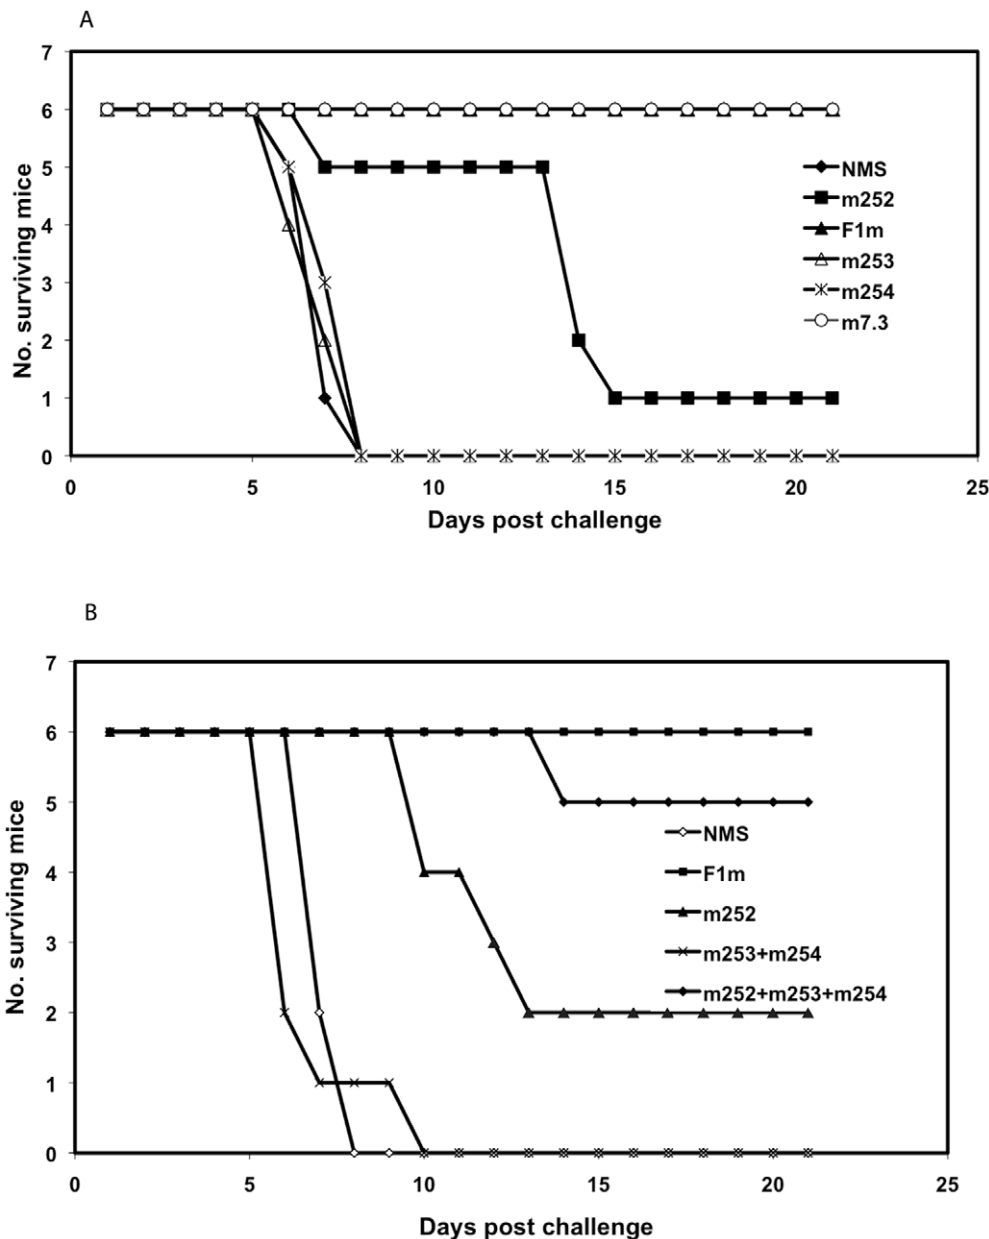 A
7
6
5
4
3
2
1
0
No. surviving mice
NMS
m252
F1m
m253
m254
m7.3
0 5 10 15 20 25
Days post challenge
B
7
6
5
4
3
2
1
0
No. surviving mice
NMS
F1m
m252
m253+m254
m252+m253+m254
0 5 10 15 20 25
Days post challenge